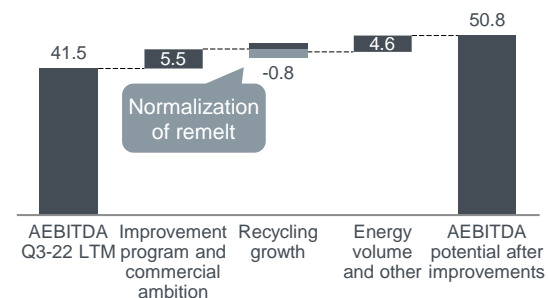 50.8
41.5
5.5
4.6
-0.8
Normalization
of remelt
AEBITDA
Q3-22 LTM
Improvement
program and
commercial
ambition
Recycling
growth
Energy
volume
and other
AEBITDA
potential after
improvements